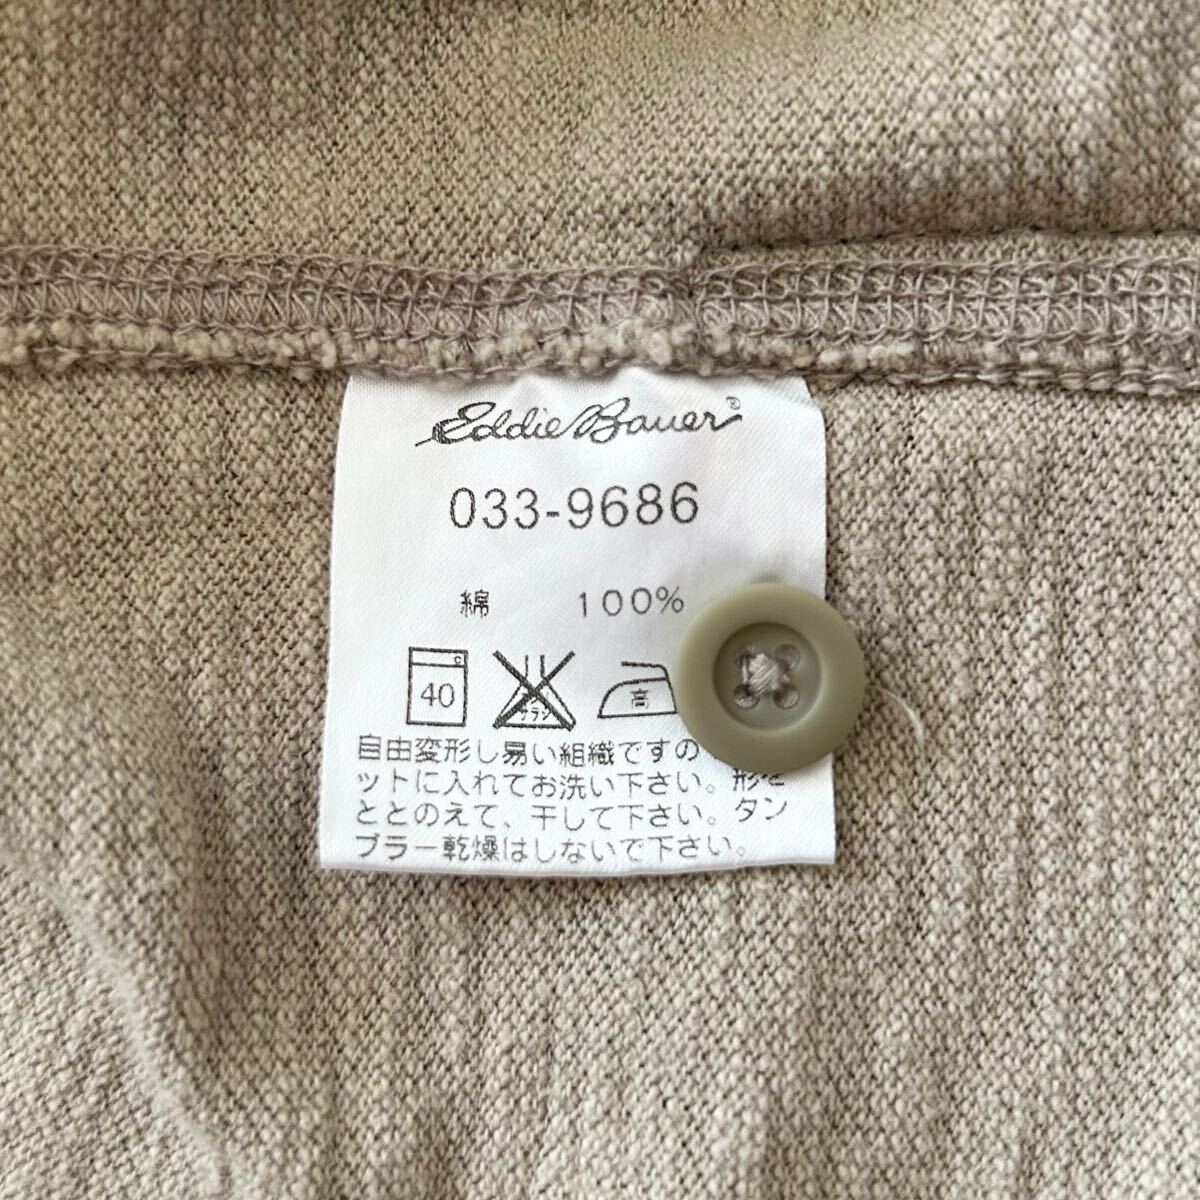 Eddie Bauer®
033-9686
綿 100%
40
サラシ
高
自由変形し易い組織ですの
ットに入れてお洗い下さい。形を
ととのえて、干して下さい。タン
ブラー乾燥はしないで下さい。